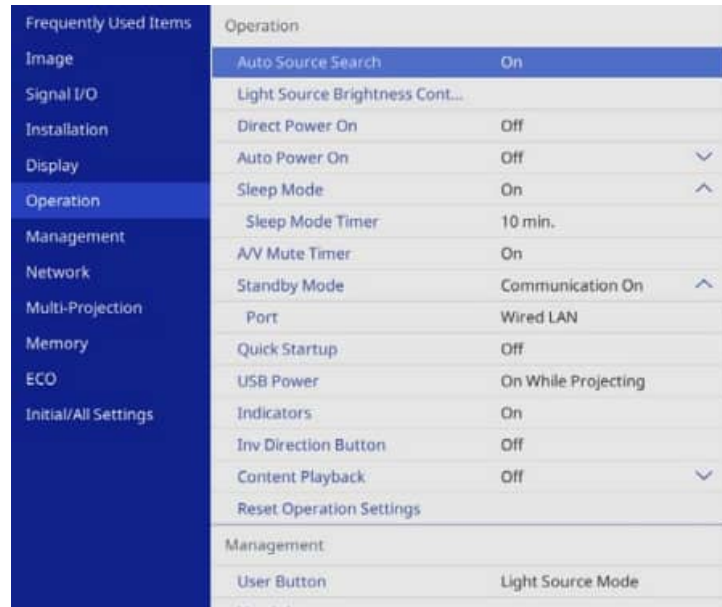 Frequently Used Items
Image
Signal I/O
Installation
Display
Operation
Management
Network
Multi-Projection
Memory
ECO
Initial/All Settings
Operation
Auto Source Search On
Light Source Brightness Cont...
Direct Power On Off
Auto Power On Off
Sleep Mode On
Sleep Mode Timer 10 min.
A/V Mute Timer On
Standby Mode Communication On
Port Wired LAN
Quick Startup Off
USB Power On While Projecting
Indicators On
Inv Direction Button Off
Content Playback Off
Reset Operation Settings
Management
User Button Light Source Mode